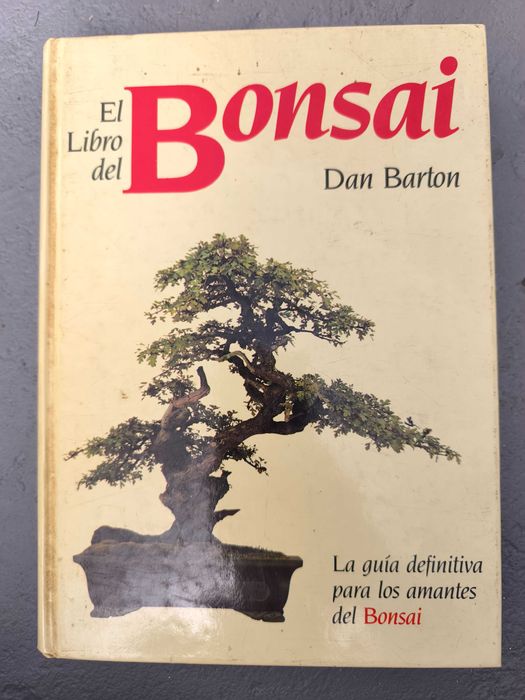 El
Libro
del
Bonsai
Dan Barton
La guía definitiva
para los amantes
del Bonsai